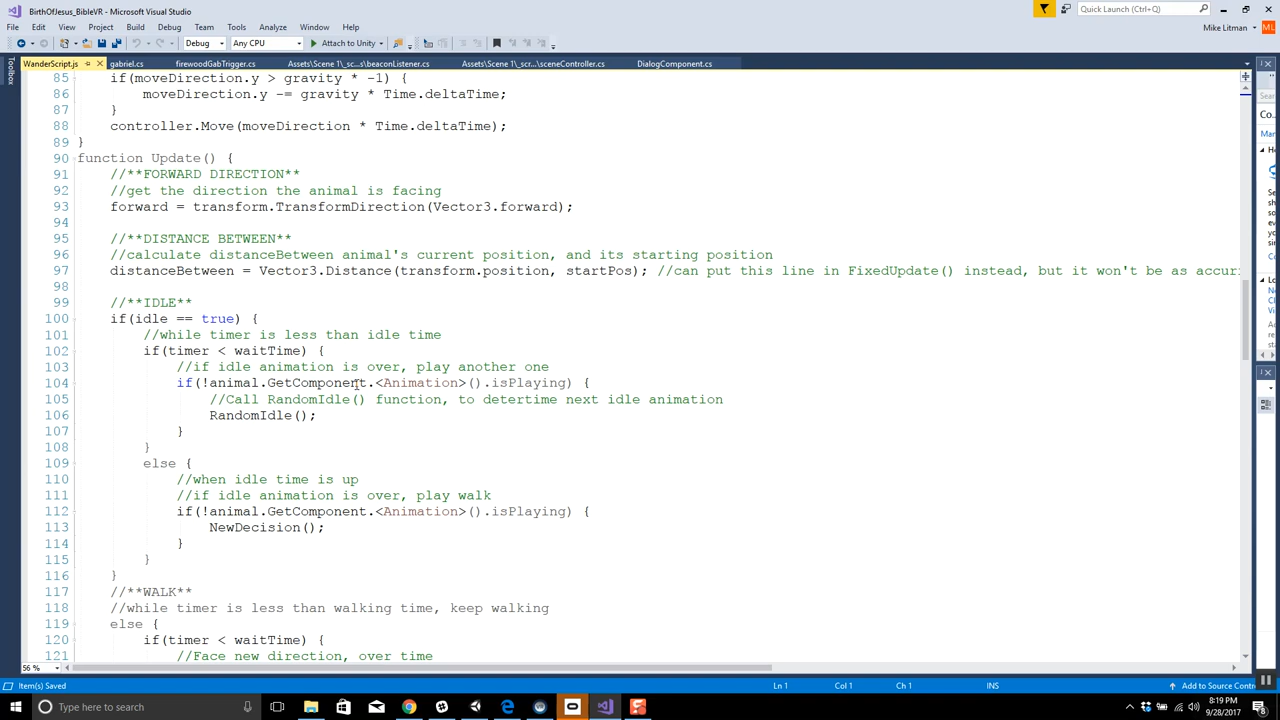 BirthOfJesus_BibleVR - Microsoft Visual Studio
Quick Launch (Ctrl+Q)
File Edit View Project Build Debug Team Tools Analyze Window Help
Mike Litman ML
Debug Any CPU Attach to Unity
WanderScript.js gabriel.cs firewoodGabTrigger.cs Assets\Scene 1\_sc...s\beaconListener.cs Assets\Scene 1\_scr...t\sceneController.cs DialogComponent.cs
Toolbox
85 if(moveDirection.y > gravity * -1) {
86 moveDirection.y -= gravity * Time.deltaTime;
87 }
88 controller.Move(moveDirection * Time.deltaTime);
89 }
90 function Update() {
91 //**FORWARD DIRECTION**
92 //get the direction the animal is facing
93 forward = transform.TransformDirection(Vector3.forward);
94
95 //**DISTANCE BETWEEN**
96 //calculate distanceBetween animal's current position, and its starting position
97 distanceBetween = Vector3.Distance(transform.position, startPos); //can put this line in FixedUpdate() instead, but it won't be as accur
98
99 //**IDLE**
100 if(idle == true) {
101 //while timer is less than idle time
102 if(timer < waitTime) {
103 //if idle animation is over, play another one
104 if(!animal.GetComponent.<Animation>().isPlaying) {
105 //Call RandomIdle() function, to detertime next idle animation
106 RandomIdle();
107 }
108 }
109 else {
110 //when idle time is up
111 //if idle animation is over, play walk
112 if(!animal.GetComponent.<Animation>().isPlaying) {
113 NewDecision();
114 }
115 }
116 }
117 //**WALK**
118 //while timer is less than walking time, keep walking
119 else {
120 if(timer < waitTime) {
121 //Face new direction, over time
56 %
Item(s) Saved Ln 1 Col 1 Ch 1 INS Add to Source Contr
Type here to search
8:19 PM
9/28/2017